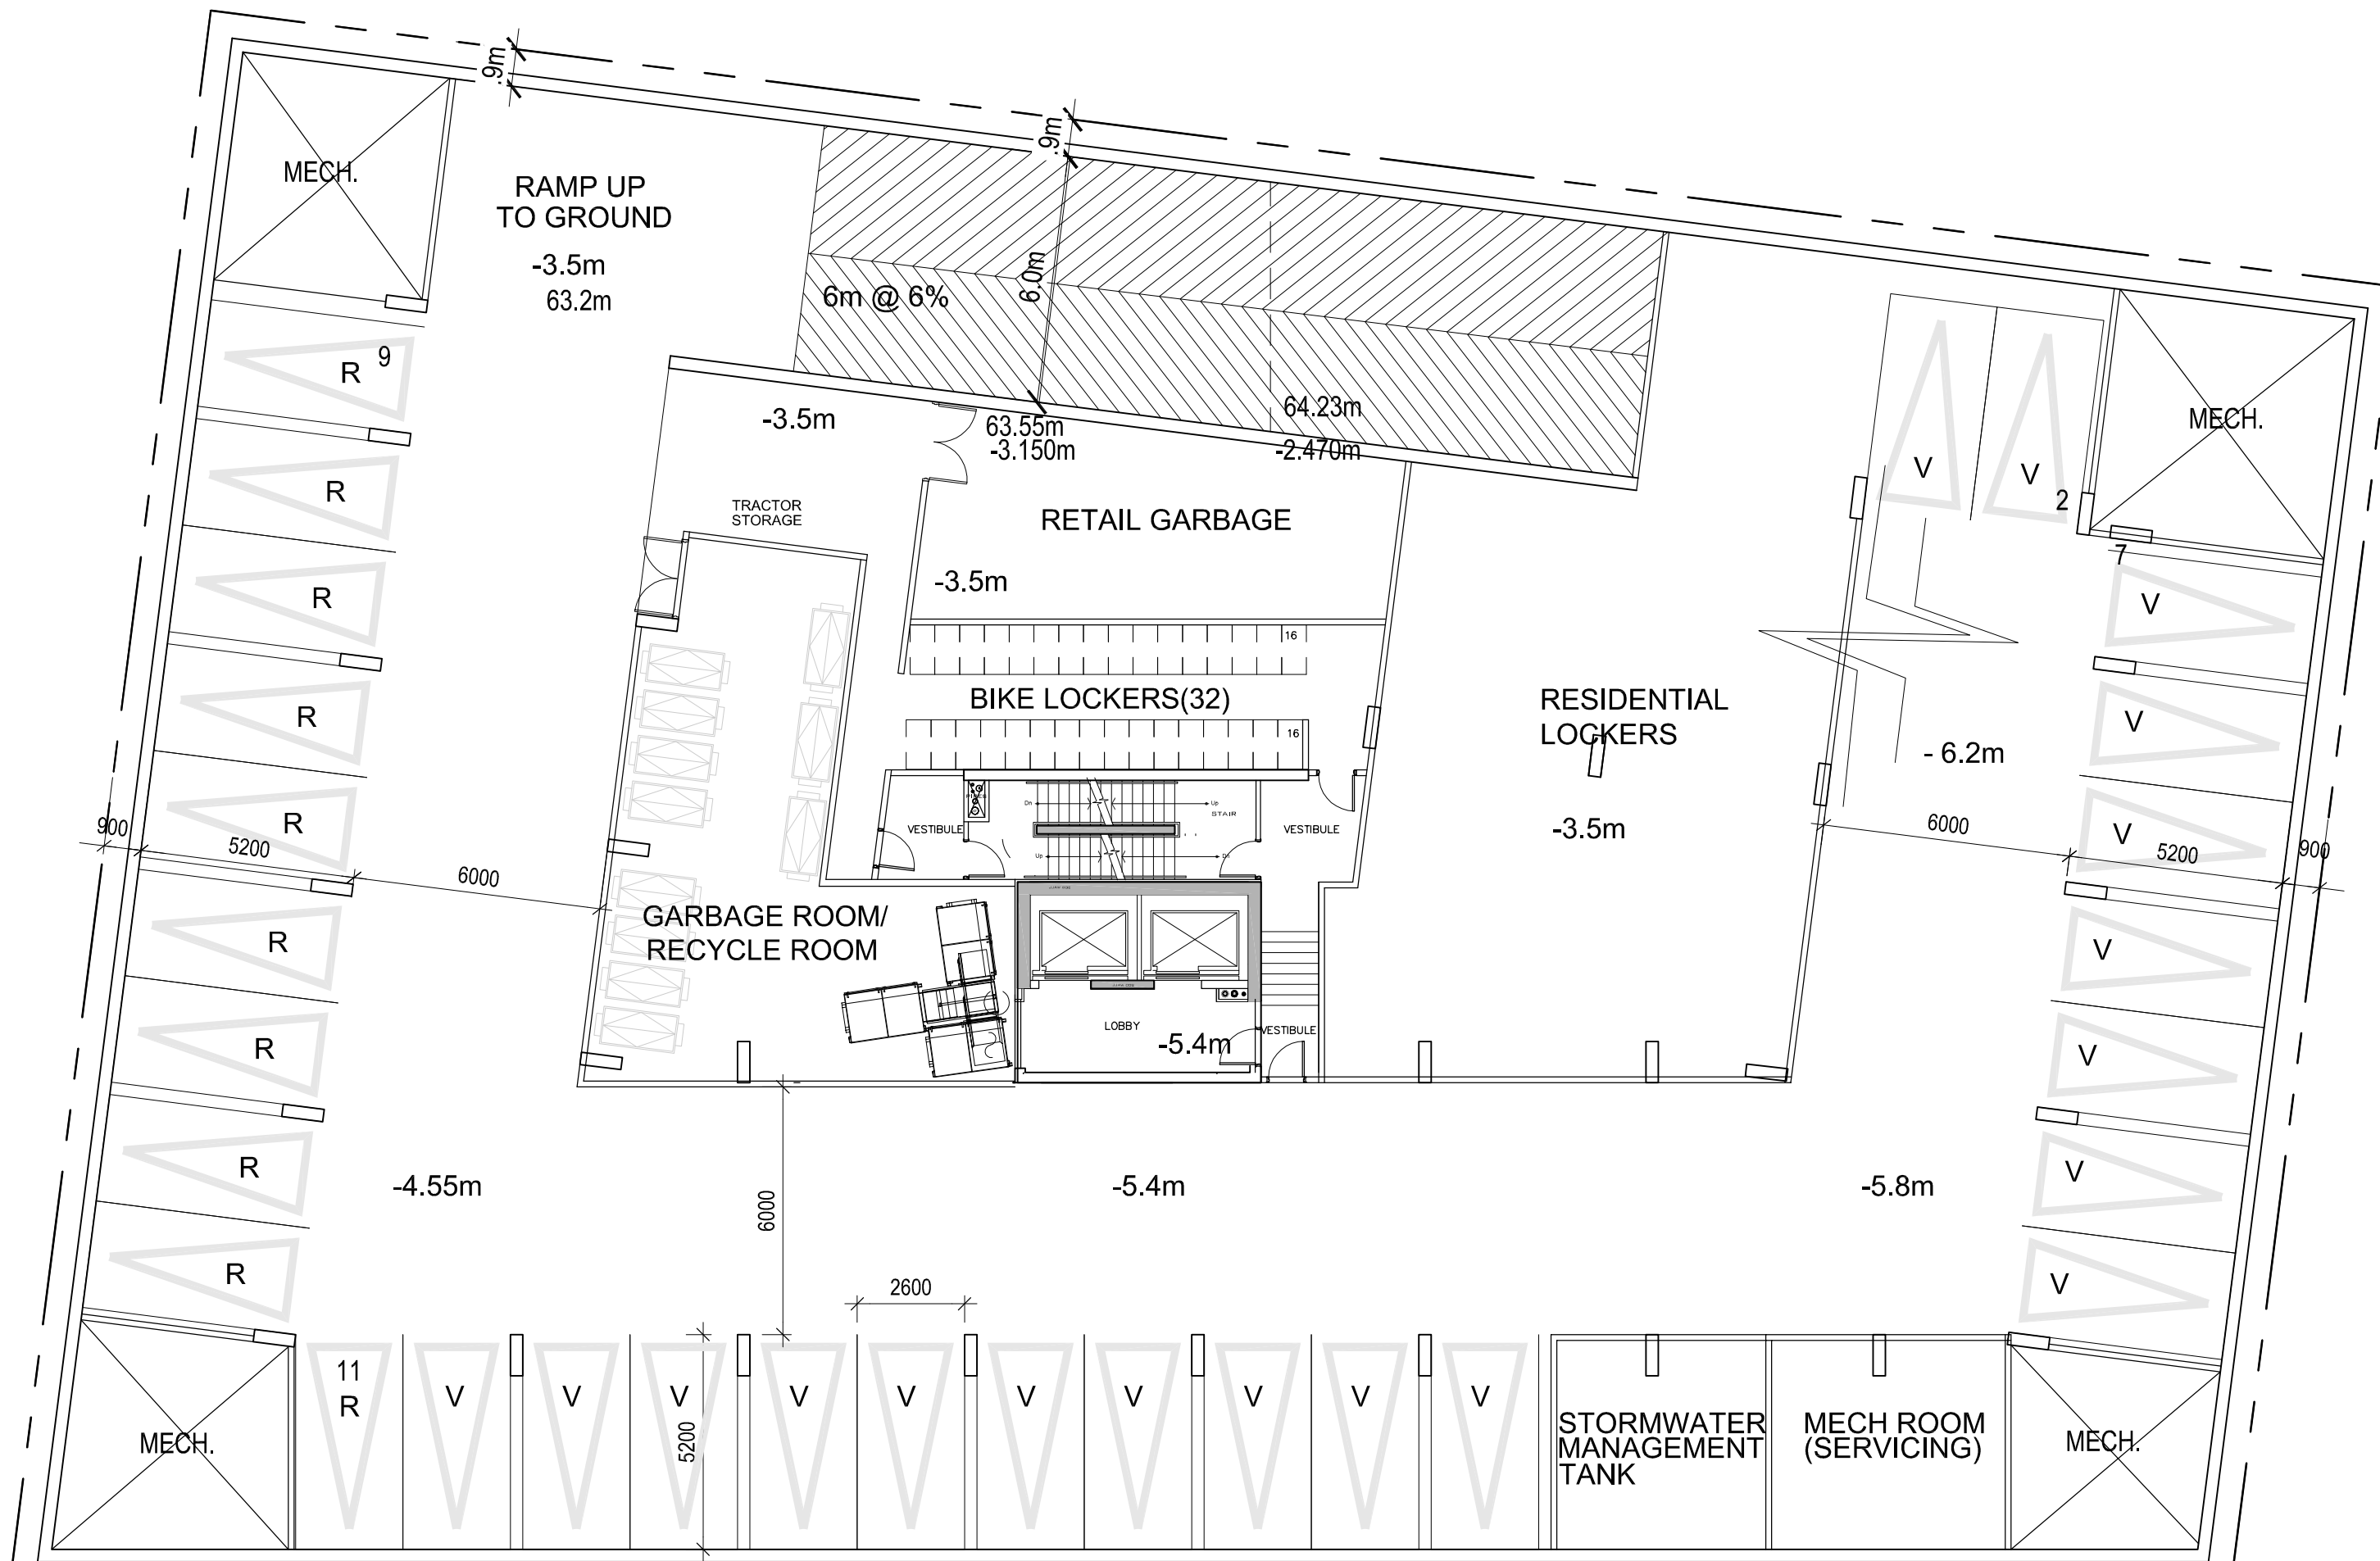 .9m
.9m
MECH.
RAMP UP
TO GROUND
-3.5m
63.2m
6m @ 6%
6.0m
R 9
R
R
R
R
R
R
R
R
-3.5m
63.55m
-3.150m
64.23m
-2.470m
V
V
2
MECH.
7
TRACTOR
STORAGE
RETAIL GARBAGE
-3.5m
16
BIKE LOCKERS(32)
16
RESIDENTIAL
LOCKERS
-3.5m
- 6.2m
V
V
V
V
V
V
V
900
5200
6000
6000
5200
900
VESTIBULE
Dn
Up
STAIR
Up
Dn
VESTIBULE
GARBAGE ROOM/
RECYCLE ROOM
LOBBY
-5.4m
VESTIBULE
-4.55m
6000
-5.4m
-5.8m
2600
5200
MECH.
11
R
V
V
V
V
V
V
V
V
V
V
STORMWATER
MANAGEMENT
TANK
MECH ROOM
(SERVICING)
MECH.